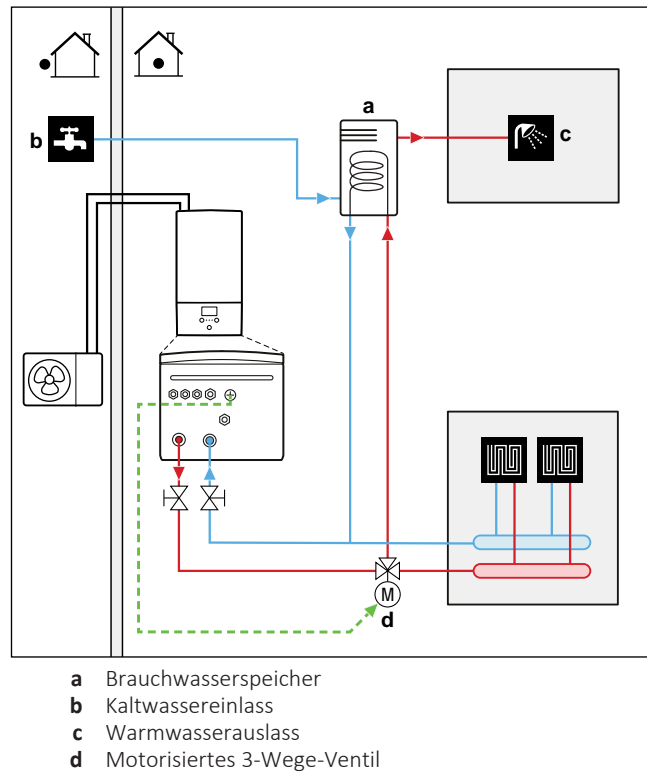 a
b
c
M
d
a Brauchwasserspeicher
b Kaltwassereinlass
c Warmwasserauslass
d Motorisiertes 3-Wege-Ventil